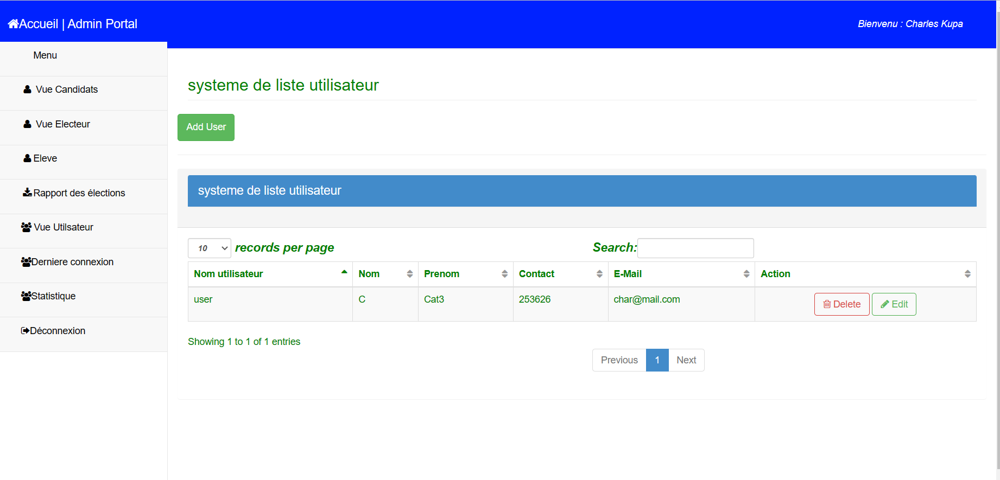 Accueil | Admin Portal
Bienvenu : Charles Kupa
Menu
Vue Candidats
Vue Electeur
Eleve
Rapport des élections
Vue Utilsateur
Derniere connexion
Statistique
Déconnexion
systeme de liste utilisateur
Add User
systeme de liste utilisateur
10 records per page
Search:
Nom utilisateur Nom Prenom Contact E-Mail Action
user C Cat3 253626 char@mail.com Delete Edit
Showing 1 to 1 of 1 entries
Previous 1 Next